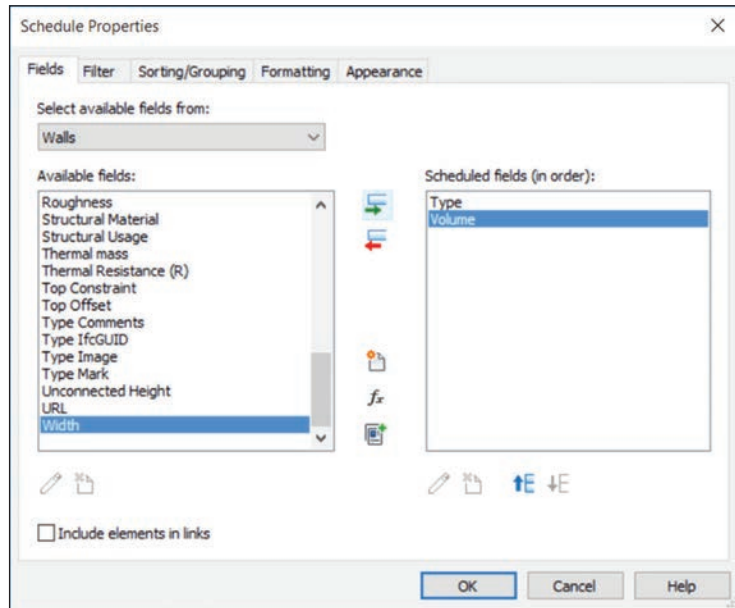 Schedule Properties
Fields Filter Sorting/Grouping Formatting Appearance
Select available fields from:
Walls
Available fields:
Roughness
Structural Material
Structural Usage
Thermal mass
Thermal Resistance (R)
Top Constraint
Top Offset
Type Comments
Type IfcGUID
Type Image
Type Mark
Unconnected Height
URL
Width
fx
Scheduled fields (in order):
Type
Volume
Include elements in links
OK Cancel Help